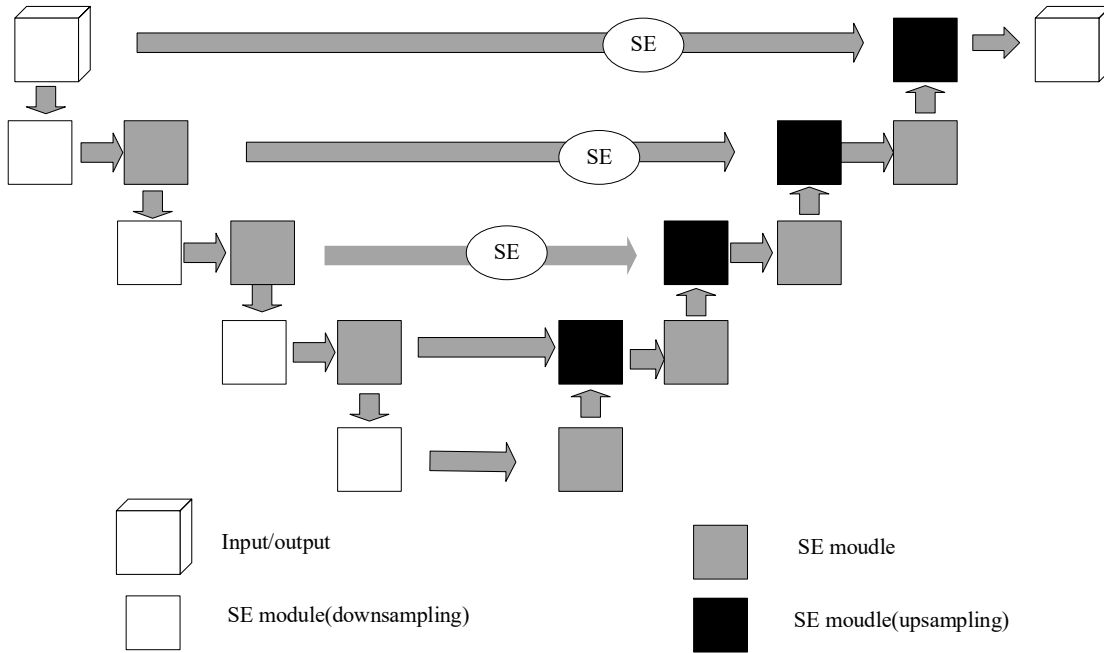 SE
SE
SE
Input/output
SE moudle
SE module(downsampling)
SE moudle(upsampling)